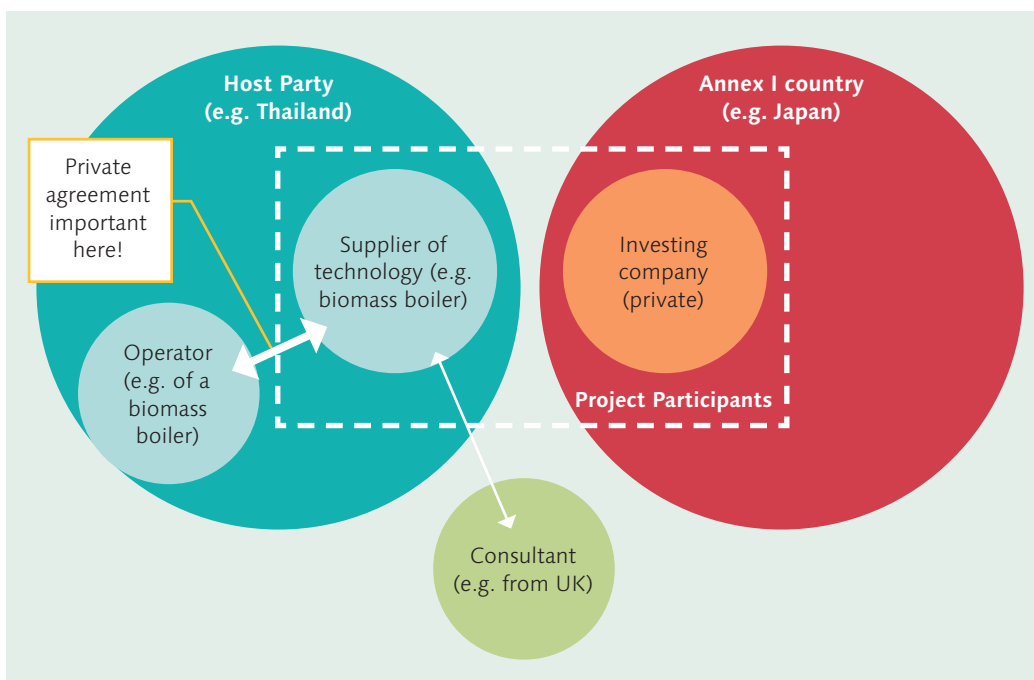 Host Party
(e.g. Thailand)
Annex I country
(e.g. Japan)
Private
agreement
important
here!
Supplier of
technology (e.g.
biomass boiler)
Investing
company
(private)
Operator
(e.g. of a
biomass
boiler)
Project Participants
Consultant
(e.g. from UK)